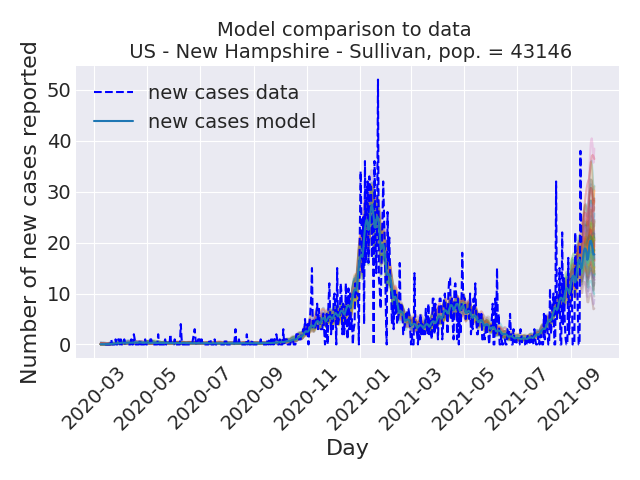 Model comparison to data
US - New Hampshire - Sullivan, pop. = 43146
Number of new cases reported
50
40
30
20
10
0
new cases data
new cases model
2020-03
2020-05
2020-07
2020-09
2020-11
2021-01
2021-03
2021-05
2021-07
2021-09
Day